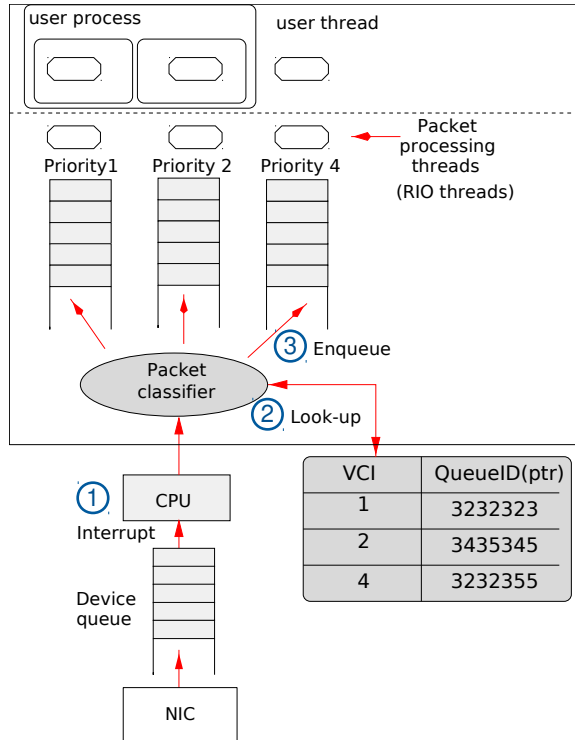 user process
user thread
Packet
processing
threads
(RIO threads)
Priority1
Priority 2
Priority 4
3 Enqueue
Packet
classifier
2 Look-up
1
CPU
Interrupt
VCI QueueID(ptr)
1 3232323
2 3435345
4 3232355
Device
queue
NIC